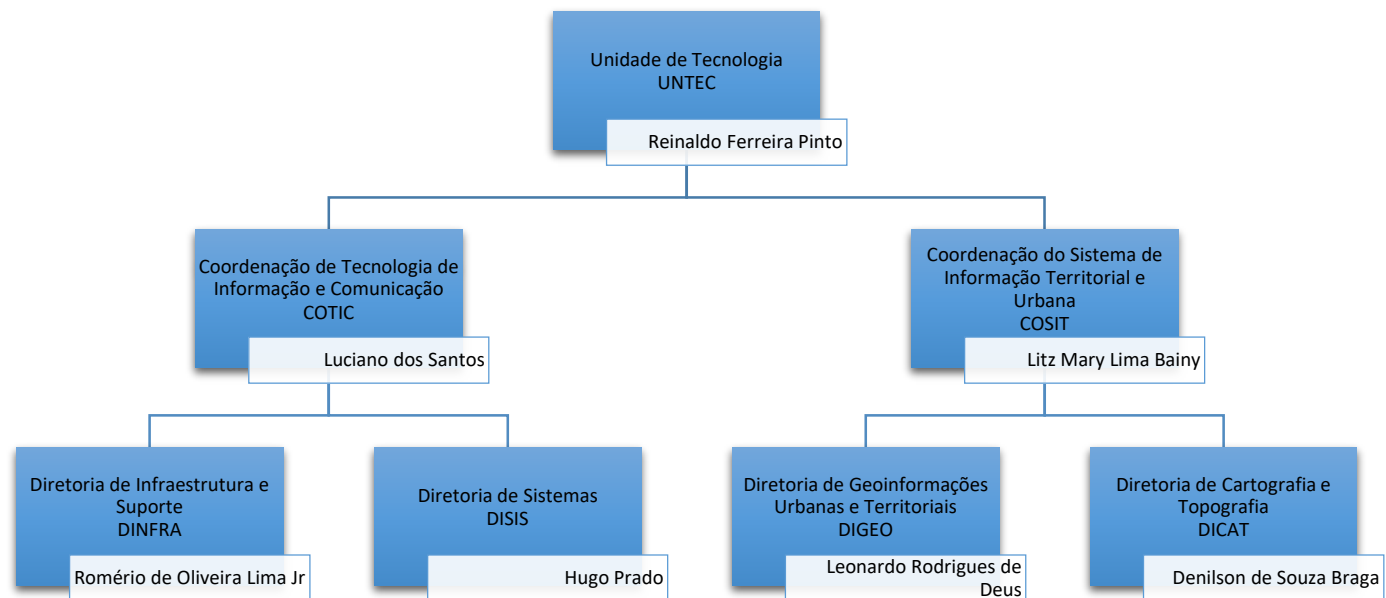 Unidade de Tecnologia
UNTEC
Reinaldo Ferreira Pinto
Coordenação de Tecnologia de
Informação e Comunicação
COTIC
Luciano dos Santos
Coordenação do Sistema de
Informação Territorial e
Urbana
COSIT
Litz Mary Lima Bainy
Diretoria de Infraestrutura e
Suporte
DINFRA
Romério de Oliveira Lima Jr
Diretoria de Sistemas
DISIS
Hugo Prado
Diretoria de Geoinformações
Urbanas e Territoriais
DIGEO
Leonardo Rodrigues de
Deus
Diretoria de Cartografia e
Topografia
DICAT
Denilson de Souza Braga